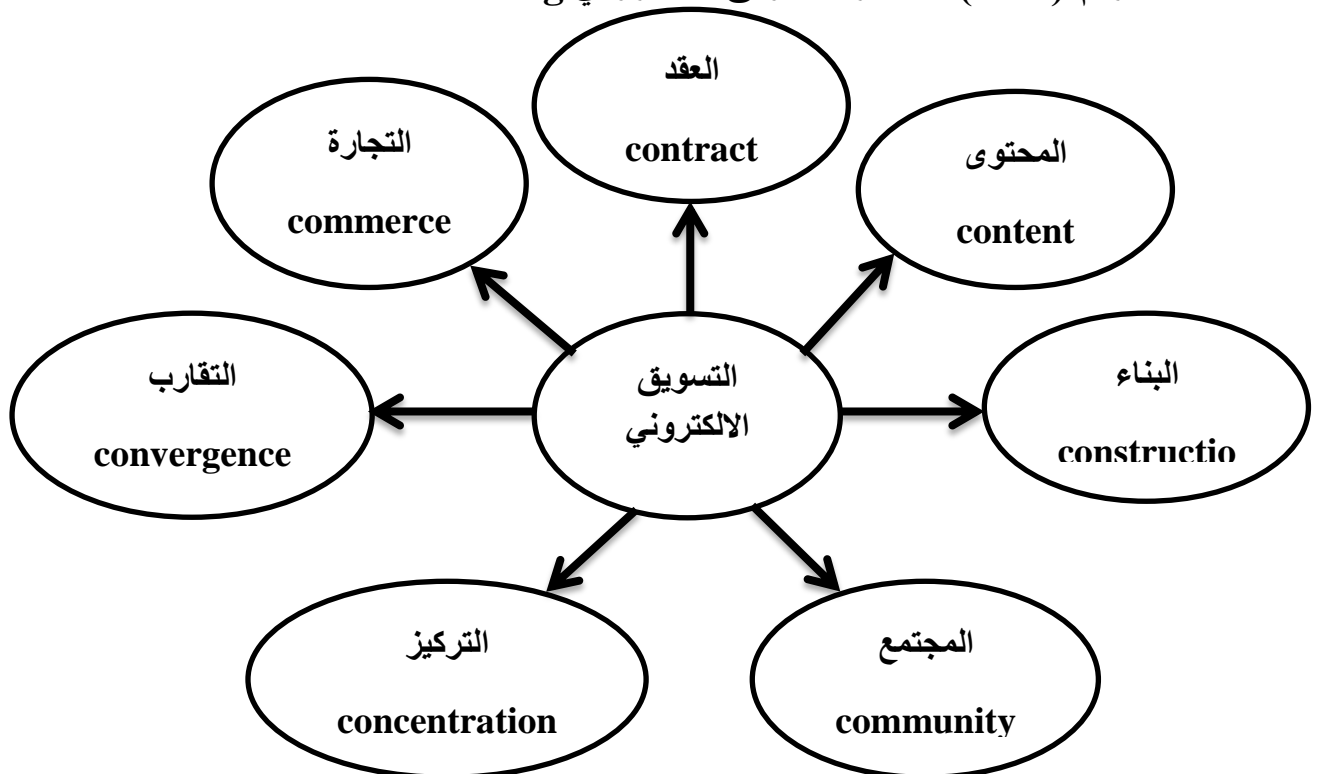 العقد
contract
التجارة
commerce
المحتوى
content
التسويق
الالكتروني
التقارب
convergence
البناء
constructio
التركيز
concentration
المجتمع
community